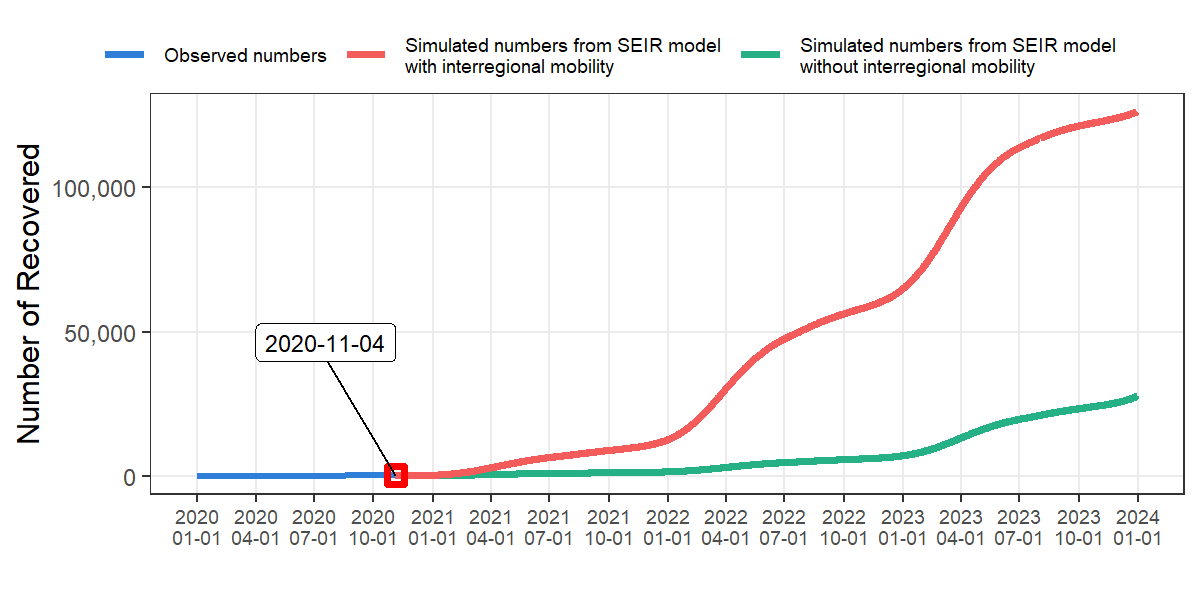 Observed numbers
Simulated numbers from SEIR model
with interregional mobility
Simulated numbers from SEIR model
without interregional mobility
Number of Recovered
100,000
50,000
0
2020-11-04
2020 2020 2020 2020 2021 2021 2021 2021 2022 2022 2022 2022 2023 2023 2023 2023 2024
01-01 04-01 07-01 10-01 01-01 04-01 07-01 10-01 01-01 04-01 07-01 10-01 01-01 04-01 07-01 10-01 01-01